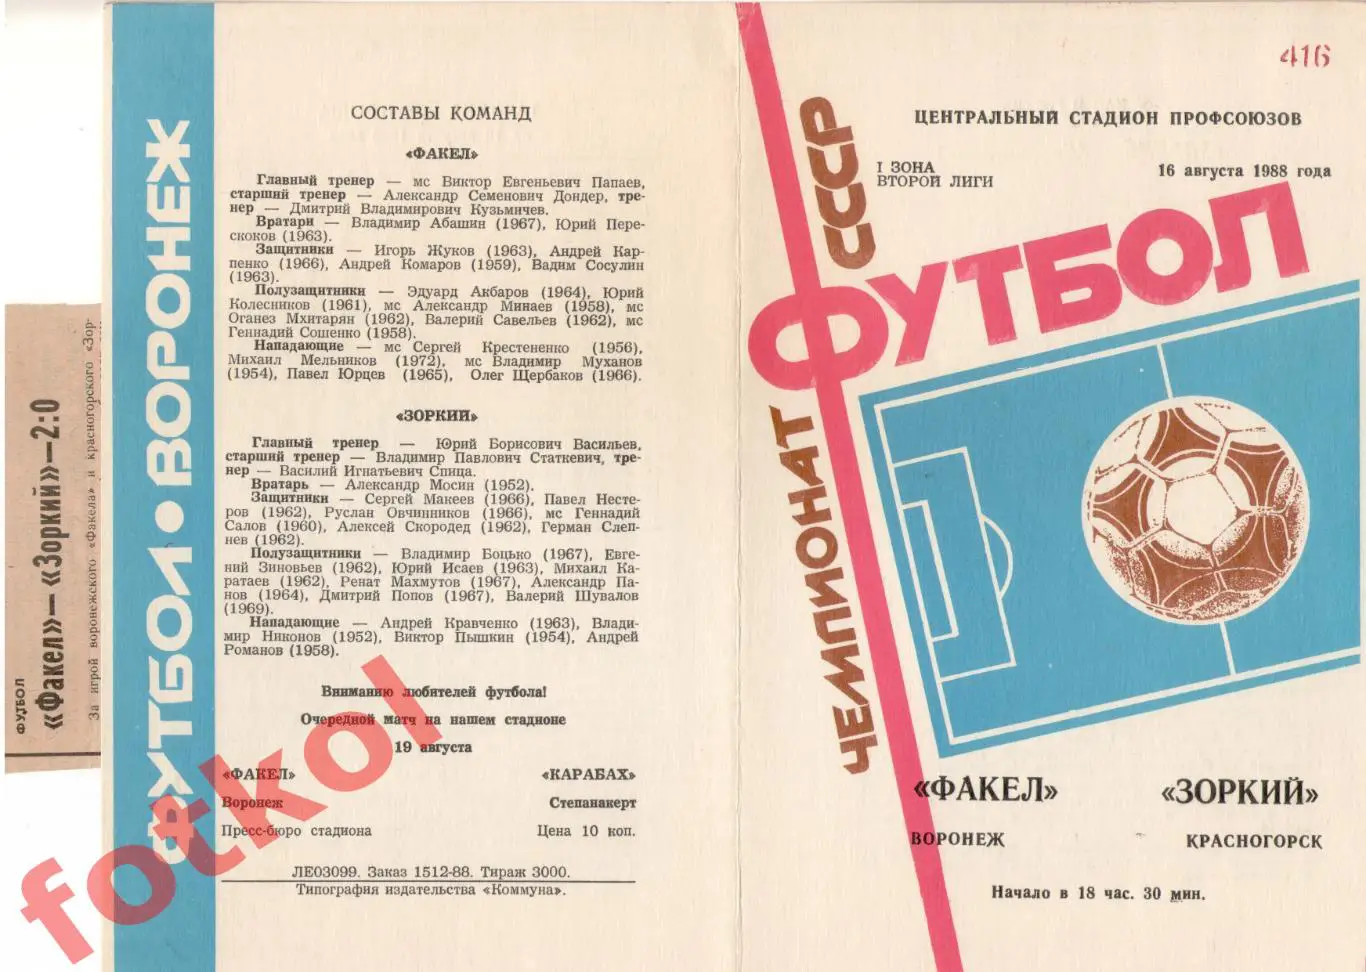 ФУТБОЛ
«Факел»—«Зоркий»—2:0
За игрой воронежского «Факела» и красногорского «Зор-
ФУТБОЛ • ВОРОНЕЖ
СОСТАВЫ КОМАНД
«ФАКЕЛ»
Главный тренер — мс Виктор Евгеньевич Папаев,
старший тренер — Александр Семенович Дондер, тре-
нер — Дмитрий Владимирович Кузьмичев.
Вратари — Владимир Абашин (1967), Юрий Пере-
скоков (1963).
Защитники — Игорь Жуков (1963), Андрей Кар-
пенко (1966), Андрей Комаров (1959), Вадим Сосулин
(1963).
Полузащитники — Эдуард Акбаров (1964), Юрий
Колесников (1961), мс Александр Минаев (1958), мс
Оганез Мхитарян (1962), Валерий Савельев (1962), мс
Геннадий Сошенко (1958).
Нападающие — мс Сергей Крестененко (1956),
Михаил Мельников (1972), мс Владимир Муханов
(1954), Павел Юрцев (1965), Олег Щербаков (1966).
«ЗОРКИЙ»
Главный тренер — Юрий Борисович Васильев,
старший тренер — Владимир Павлович Статкевич, тре-
нер — Василий Игнатьевич Спица.
Вратарь — Александр Мосин (1952).
Защитники — Сергей Макеев (1966), Павел Несте-
ров (1962), Руслан Овчинников (1966), мс Геннадий
Салов (1960), Алексей Скородед (1962), Герман Слеп-
нев (1962).
Полузащитники — Владимир Боцько (1967), Евге-
ний Зиновьев (1962), Юрий Исаев (1963), Михаил Ка-
ратаев (1962), Ренат Махмутов (1967), Александр Па-
нов (1964), Дмитрий Попов (1967), Валерий Шувалов
(1969).
Нападающие — Андрей Кравченко (1963), Влади-
мир Никонов (1952), Виктор Пышкин (1954), Андрей
Романов (1958).
Вниманию любителей футбола!
Очередной матч на нашем стадионе
19 августа
«ФАКЕЛ» «КАРАБАХ»
Воронеж Степанакерт
Пресс-бюро стадиона Цена 10 коп.
ЛЕ03099. Заказ 1512-88. Тираж 3000.
Типография издательства «Коммуна».
fotkol
416
ЦЕНТРАЛЬНЫЙ СТАДИОН ПРОФСОЮЗОВ
I ЗОНА
ВТОРОЙ ЛИГИ
16 августа 1988 года
ЧЕМПИОНАТ СССР
ФУТБОЛ
«ФАКЕЛ» «ЗОРКИЙ»
ВОРОНЕЖ КРАСНОГОРСК
Начало в 18 час. 30 мин.